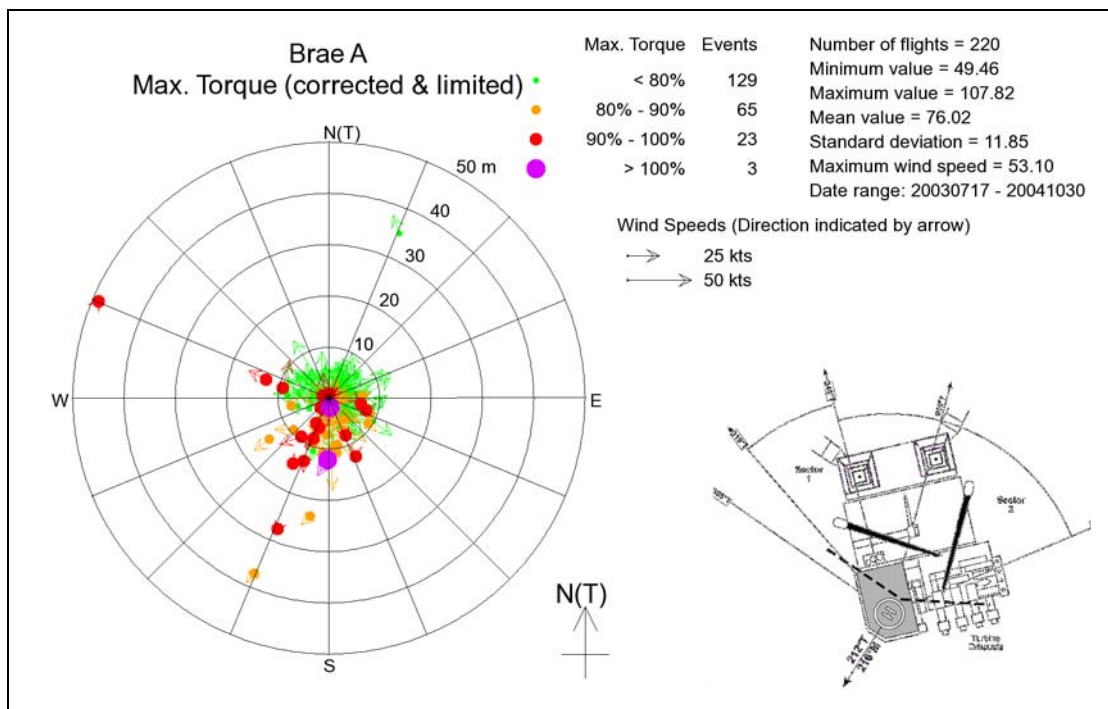 Brae A
Max. Torque (corrected & limited)
N(T)
50 m
40
30
20
10
W
E
S
Max. Torque Events
< 80% 129
80% - 90% 65
90% - 100% 23
> 100% 3
Number of flights = 220
Minimum value = 49.46
Maximum value = 107.82
Mean value = 76.02
Standard deviation = 11.85
Maximum wind speed = 53.10
Date range: 20030717 - 20041030
Wind Speeds (Direction indicated by arrow)
25 kts
50 kts
N(T)
Sector
1
Sector
2
H
Turbine
Exhausts
212°T
216°M